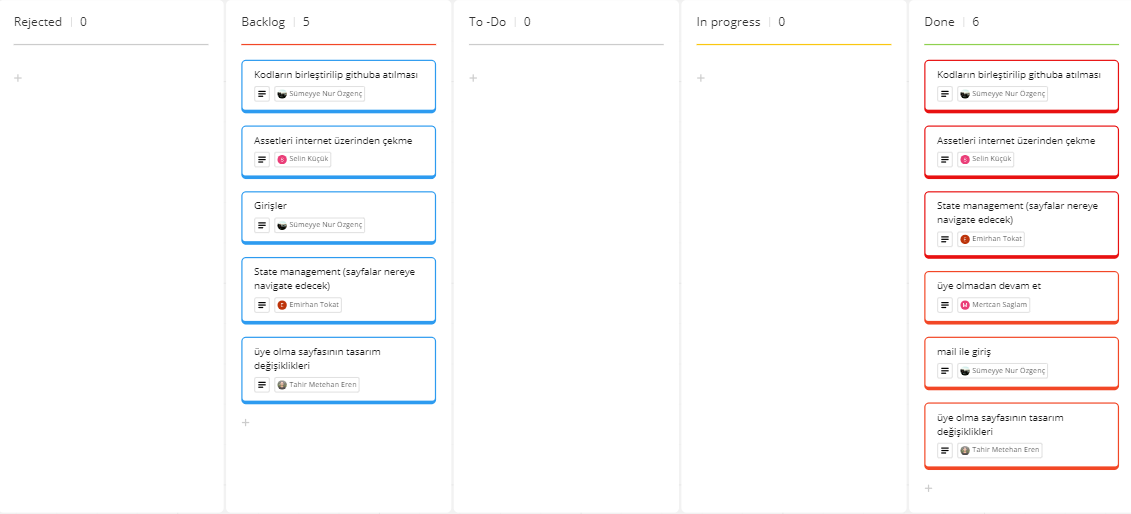 Rejected | 0
Backlog | 5
Kodların birleştirilip githuba atılması
Sümeyye Nur Özgenç
Assetleri internet üzerinden çekme
Selin Küçük
Girişler
Sümeyye Nur Özgenç
State management (sayfalar nereye
navigate edecek)
Emirhan Tokat
üye olma sayfasının tasarım
değişiklikleri
Tahir Metehan Eren
To -Do | 0
In progress | 0
Done | 6
Kodların birleştirilip githuba atılması
Sümeyye Nur Özgenç
Assetleri internet üzerinden çekme
Selin Küçük
State management (sayfalar nereye
navigate edecek)
Emirhan Tokat
üye olmadan devam et
Mertcan Saglam
mail ile giriş
Sümeyye Nur Özgenç
üye olma sayfasının tasarım
değişiklikleri
Tahir Metehan Eren